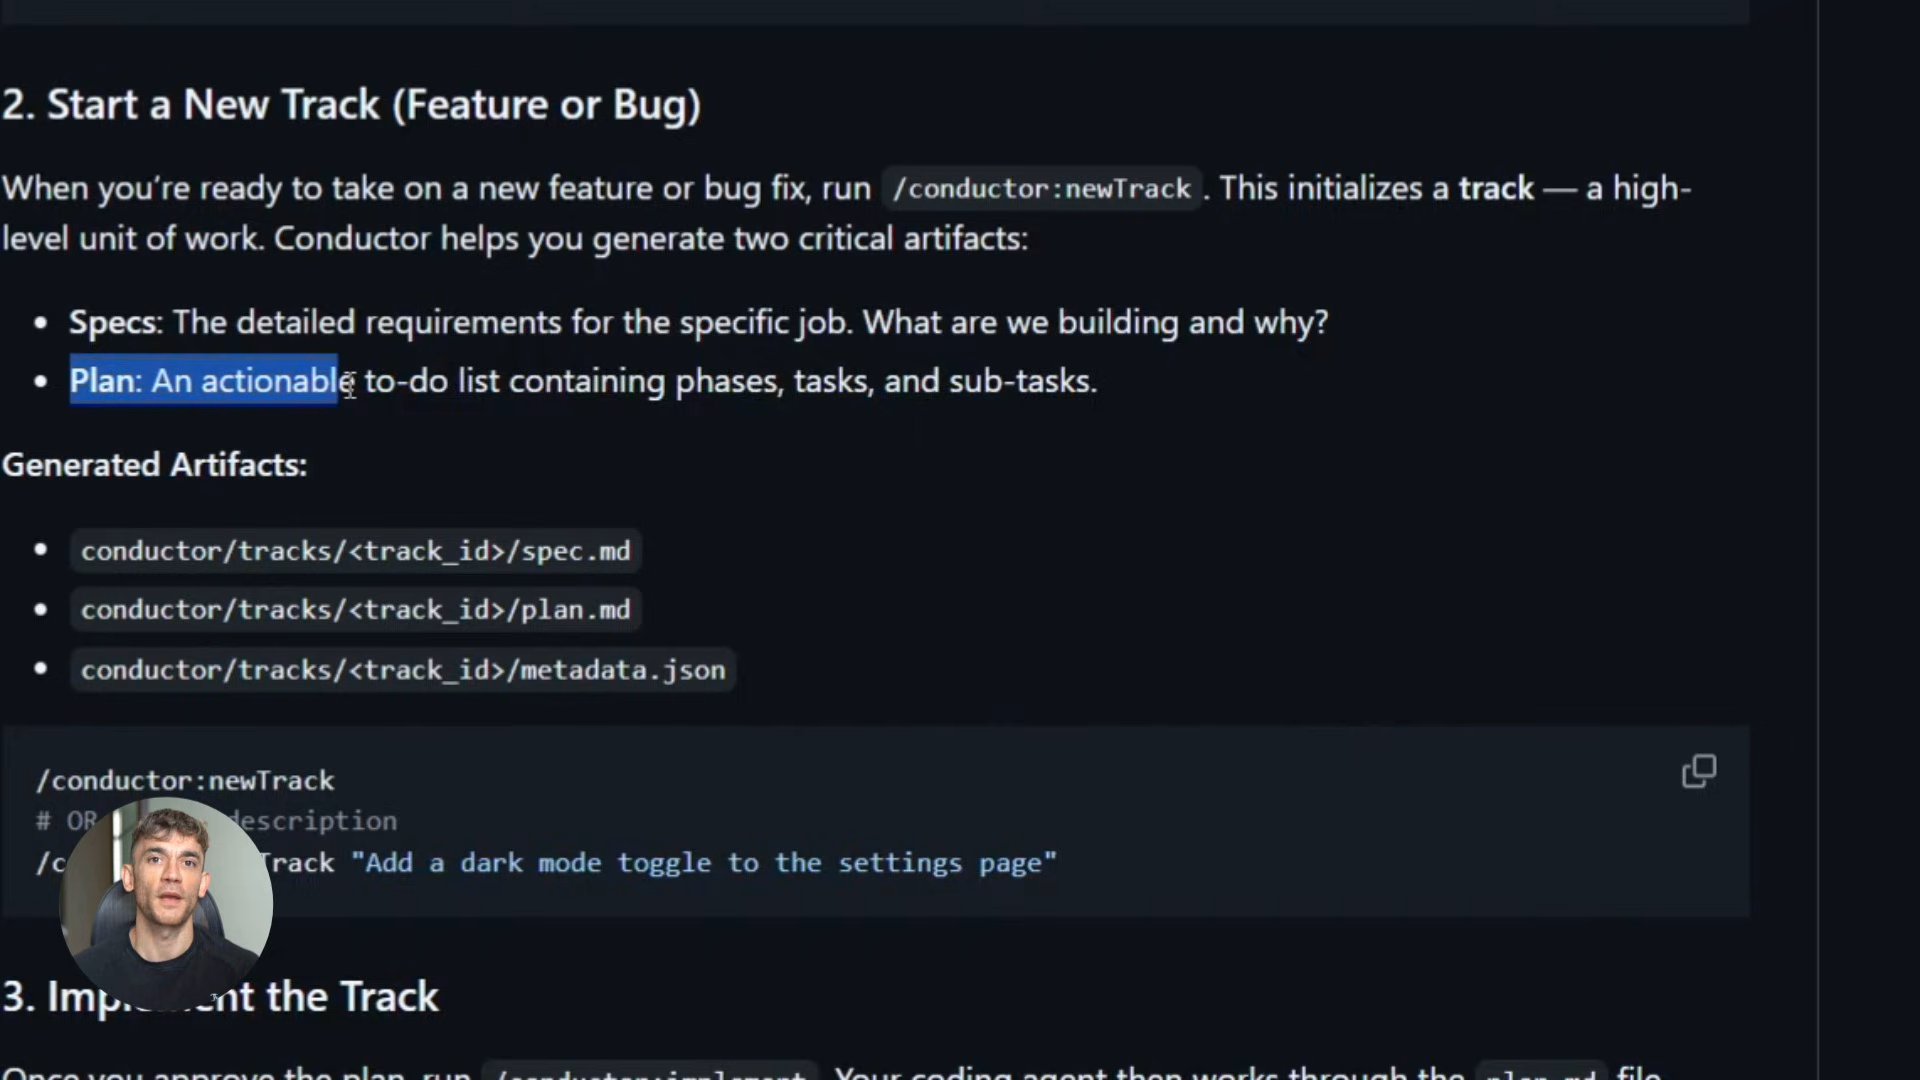 2. Start a New Track (Feature or Bug)
When you're ready to take on a new feature or bug fix, run /conductor:newTrack. This initializes a track — a high-
level unit of work. Conductor helps you generate two critical artifacts:
• Specs: The detailed requirements for the specific job. What are we building and why?
• Plan: An actionable to-do list containing phases, tasks, and sub-tasks.
Generated Artifacts:
• conductor/tracks/<track_id>/spec.md
• conductor/tracks/<track_id>/plan.md
• conductor/tracks/<track_id>/metadata.json
/conductor:newTrack
# OR description
/c Track "Add a dark mode toggle to the settings page"
3. Implement the Track
Once you approve the plan, run /conductor:implement. Your coding agent then works through the plan.md file